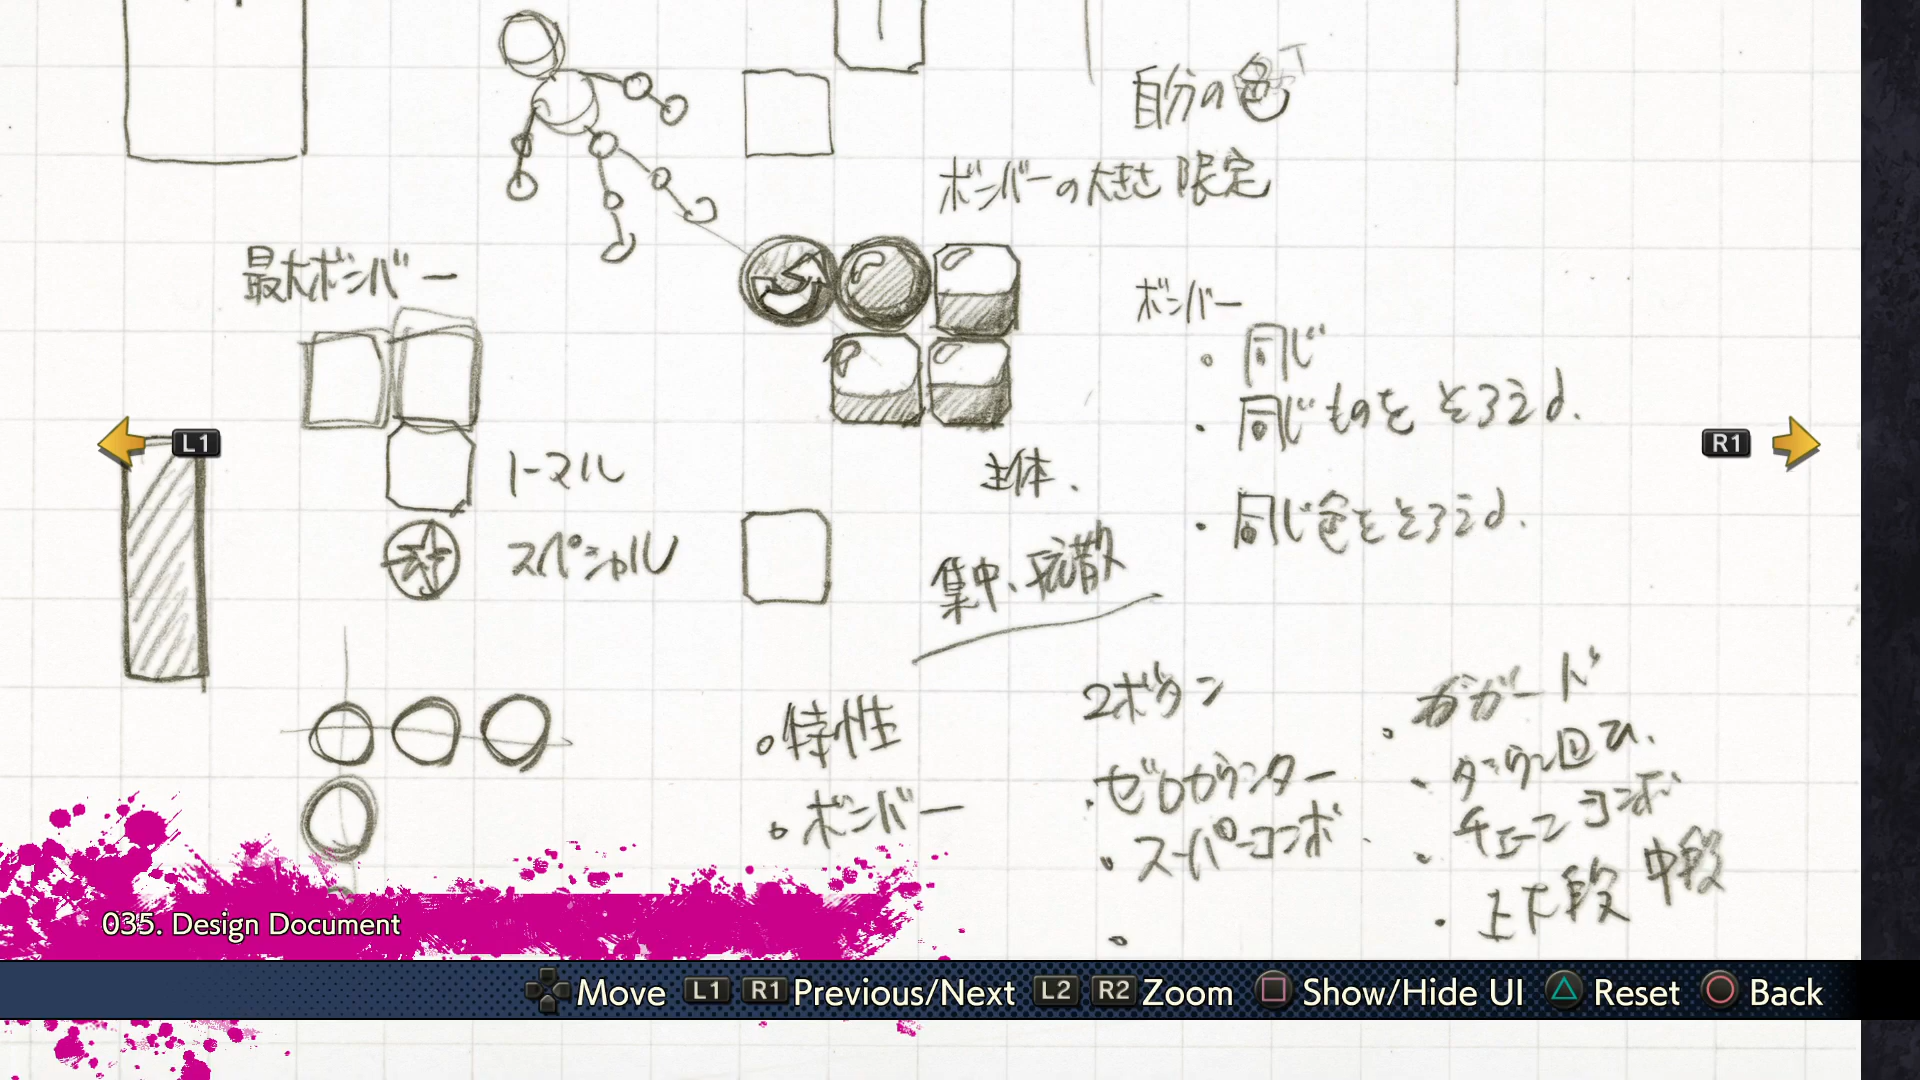 自分の色
ボンバーの大きさ 限定
最大ボンバー
ボンバー
。同じ
・同じものを そろえる.
ノーマル
主体.
・同じ色をそろえる.
スペシャル
集中、拡散
2ボタン
ガード
。特性
・ダウン回ひ.
・ゼロカウンター
チェーンコンボ
。ボンバー
・スーパーコンボ
・上下段 中段
L1
R1
035. Design Document
Move L1 R1 Previous/Next L2 R2 Zoom Show/Hide UI Reset Back